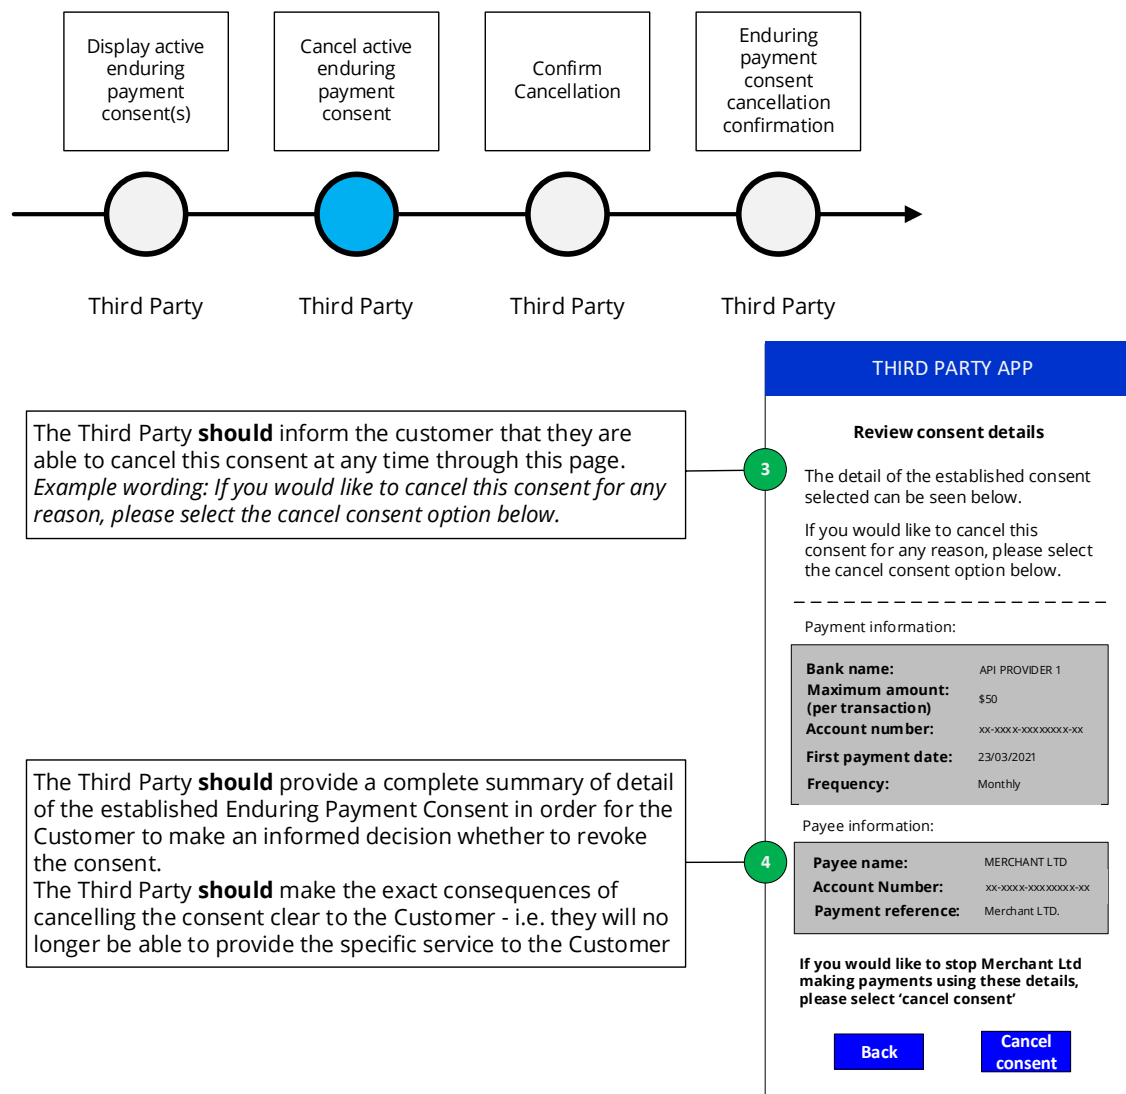 Display active
enduring
payment
consent(s)
Cancel active
enduring
payment
consent
Confirm
Cancellation
Enduring
payment
consent
cancellation
confirmation
Third Party
Third Party
Third Party
Third Party
THIRD PARTY APP
The Third Party should inform the customer that they are
able to cancel this consent at any time through this page.
Example wording: If you would like to cancel this consent for any
reason, please select the cancel consent option below.
3
Review consent details
The detail of the established consent
selected can be seen below.
If you would like to cancel this
consent for any reason, please select
the cancel consent option below.
Payment information:
Bank name: API PROVIDER 1
Maximum amount:
(per transaction) $50
Account number: xx-xxxx-xxxxxxxx-xx
First payment date: 23/03/2021
Frequency: Monthly
The Third Party should provide a complete summary of detail
of the established Enduring Payment Consent in order for the
Customer to make an informed decision whether to revoke
the consent.
The Third Party should make the exact consequences of
cancelling the consent clear to the Customer - i.e. they will no
longer be able to provide the specific service to the Customer
4
Payee information:
Payee name: MERCHANT LTD
Account Number: xx-xxxx-xxxxxxxx-xx
Payment reference: Merchant LTD.
If you would like to stop Merchant Ltd
making payments using these details,
please select ‘cancel consent’
Back
Cancel
consent